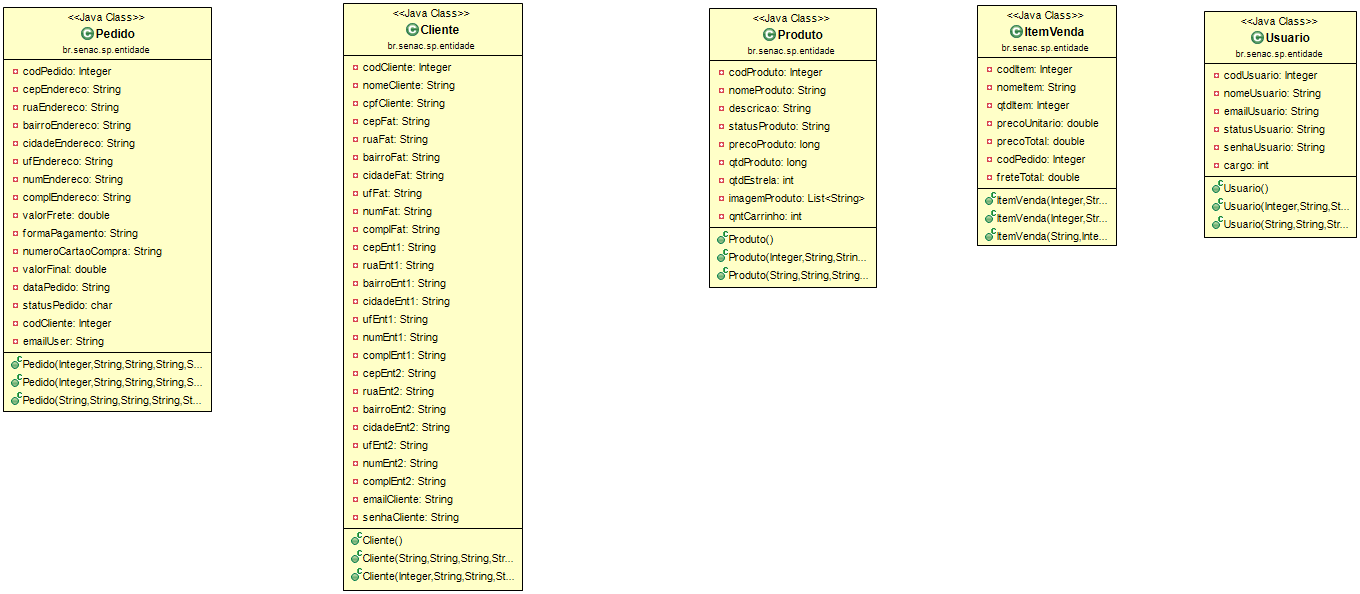 <<Java Class>>
Pedido
br.senac.sp.entidade
codPedido: Integer
cepEndereco: String
ruaEndereco: String
bairroEndereco: String
cidadeEndereco: String
ufEndereco: String
numEndereco: String
complEndereco: String
valorFrete: double
formaPagamento: String
numeroCartaoCompra: String
valorFinal: double
dataPedido: String
statusPedido: char
codCliente: Integer
emailUser: String
Pedido(Integer,String,String,String,S...
Pedido(Integer,String,String,String,S...
Pedido(String,String,String,String,St...
<<Java Class>>
Cliente
br.senac.sp.entidade
codCliente: Integer
nomeCliente: String
cpfCliente: String
cepFat: String
ruaFat: String
bairroFat: String
cidadeFat: String
ufFat: String
numFat: String
complFat: String
cepEnt1: String
ruaEnt1: String
bairroEnt1: String
cidadeEnt1: String
ufEnt1: String
numEnt1: String
complEnt1: String
cepEnt2: String
ruaEnt2: String
bairroEnt2: String
cidadeEnt2: String
ufEnt2: String
numEnt2: String
complEnt2: String
emailCliente: String
senhaCliente: String
Cliente()
Cliente(String,String,String,Str...
Cliente(Integer,String,String,St...
<<Java Class>>
Produto
br.senac.sp.entidade
codProduto: Integer
nomeProduto: String
descricao: String
statusProduto: String
precoProduto: long
qtdProduto: long
qtdEstrela: int
imagemProduto: List<String>
qntCarrinho: int
Produto()
Produto(Integer,String,Strin...
Produto(String,String,String...
<<Java Class>>
ItemVenda
br.senac.sp.entidade
codItem: Integer
nomeItem: String
qtdItem: Integer
precoUnitario: double
precoTotal: double
codPedido: Integer
freteTotal: double
ItemVenda(Integer,Str...
ItemVenda(Integer,Str...
ItemVenda(String,Inte...
<<Java Class>>
Usuario
br.senac.sp.entidade
codUsuario: Integer
nomeUsuario: String
emailUsuario: String
statusUsuario: String
senhaUsuario: String
cargo: int
Usuario()
Usuario(Integer,String,St...
Usuario(String,String,Str...